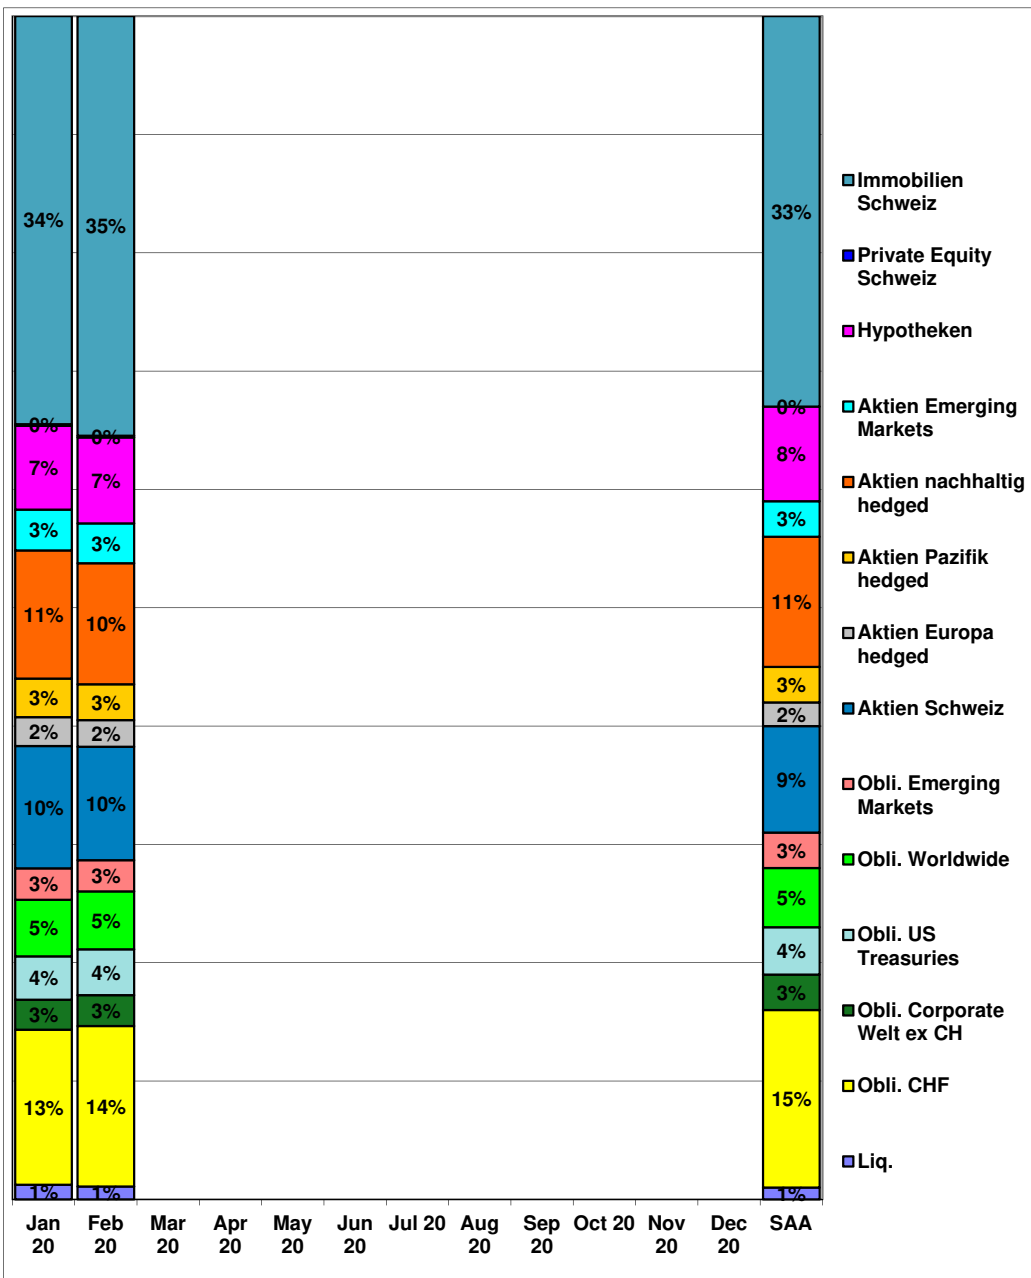 34%
0%
7%
3%
11%
3%
2%
10%
3%
5%
4%
3%
13%
1%
35%
0%
7%
3%
10%
3%
2%
10%
3%
5%
4%
3%
14%
1%
33%
0%
8%
3%
11%
3%
2%
9%
3%
5%
4%
3%
15%
1%
Jan
20
Feb
20
Mar
20
Apr
20
May
20
Jun
20
Jul 20
Aug
20
Sep
20
Oct 20
Nov
20
Dec
20
SAA
Immobilien
Schweiz
Private Equity
Schweiz
Hypotheken
Aktien Emerging
Markets
Aktien nachhaltig
hedged
Aktien Pazifik
hedged
Aktien Europa
hedged
Aktien Schweiz
Obli. Emerging
Markets
Obli. Worldwide
Obli. US
Treasuries
Obli. Corporate
Welt ex CH
Obli. CHF
Liq.